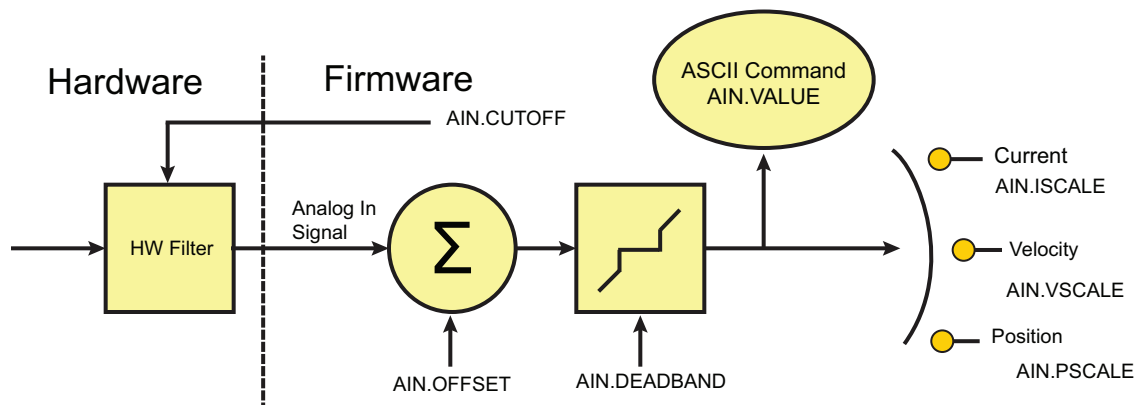 Hardware
Firmware
ASCII Command
AIN.VALUE
AIN.CUTOFF
HW Filter
Analog In
Signal
Σ
AIN.OFFSET
AIN.DEADBAND
Current
AIN.ISCALE
Velocity
AIN.VSCALE
Position
AIN.PSCALE